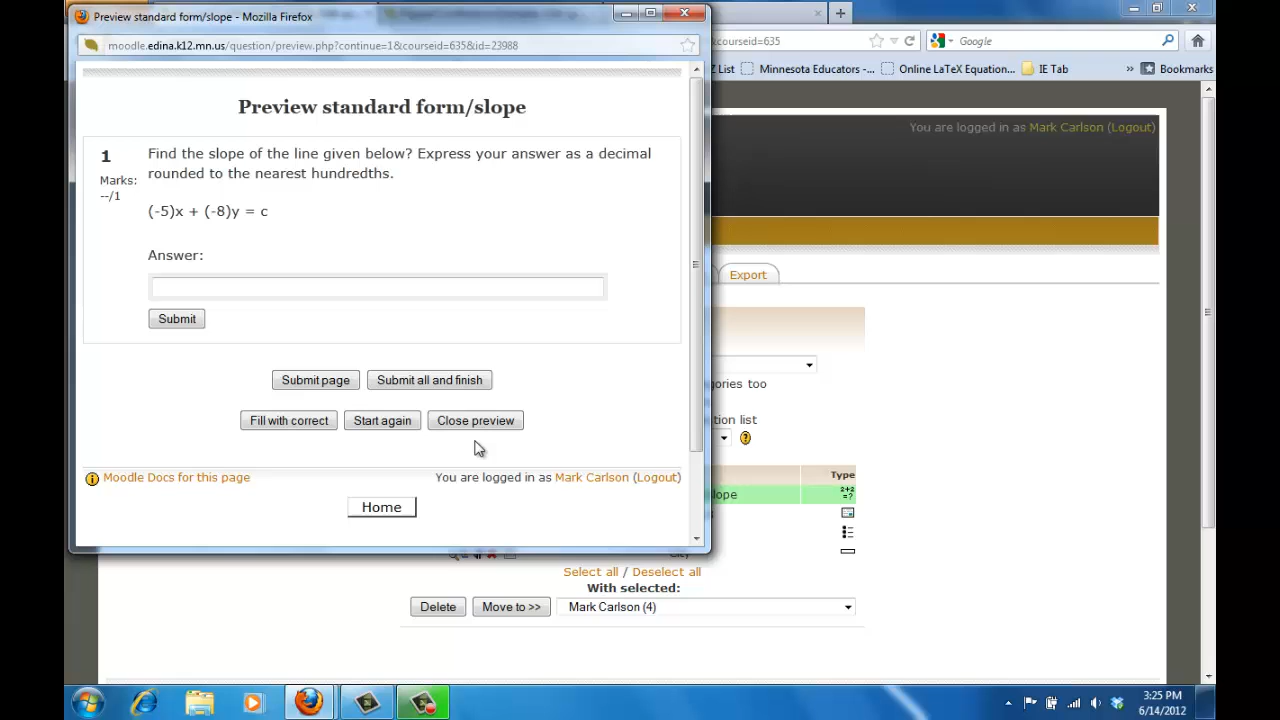 Preview standard form/slope - Mozilla Firefox
moodle.edina.k12.mn.us/question/preview.php?continue=1&courseid=635&id=23988
&courseid=635
Google
List
Minnesota Educators -...
Online LaTeX Equation...
IE Tab
»
Bookmarks
Preview standard form/slope
You are logged in as Mark Carlson (Logout)
1
Marks:
--/1
Find the slope of the line given below? Express your answer as a decimal
rounded to the nearest hundredths.
(-5)x + (-8)y = c
Answer:
Submit
Export
Submit page
Submit all and finish
Fill with correct
Start again
Close preview
ories too
tion list
Moodle Docs for this page
You are logged in as Mark Carlson (Logout)
Home
Type
lope
2+2
=?
Select all / Deselect all
With selected:
Delete
Move to >>
Mark Carlson (4)
3:25 PM
6/14/2012